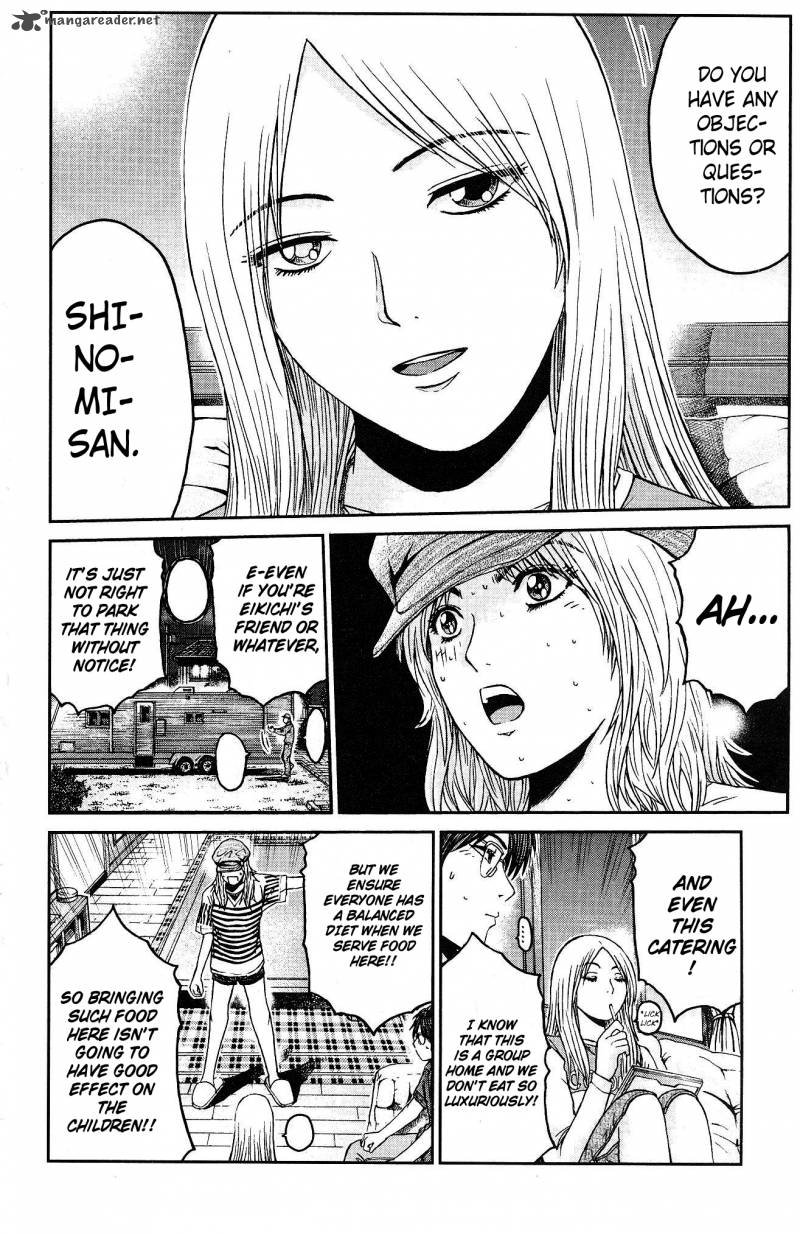 mangareader.net
DO YOU
HAVE ANY
OBJEC-
TIONS OR
QUES-
TIONS?
SHI-
NO-
MI-
SAN.
AH...
E-EVEN
IF YOU'RE
EIKICHI'S
FRIEND OR
WHATEVER,
IT'S JUST
NOT RIGHT
TO PARK
THAT THING
WITHOUT
NOTICE!
AND
EVEN
THIS
CATERING
!
...
*LICK
LICK*
I KNOW
THAT THIS
IS A GROUP
HOME AND WE
DON'T EAT SO
LUXURIOUSLY!
BUT WE
ENSURE
EVERYONE HAS
A BALANCED
DIET WHEN WE
SERVE FOOD
HERE!!
SO BRINGING
SUCH FOOD
HERE ISN'T
GOING TO
HAVE GOOD
EFFECT ON
THE
CHILDREN!!